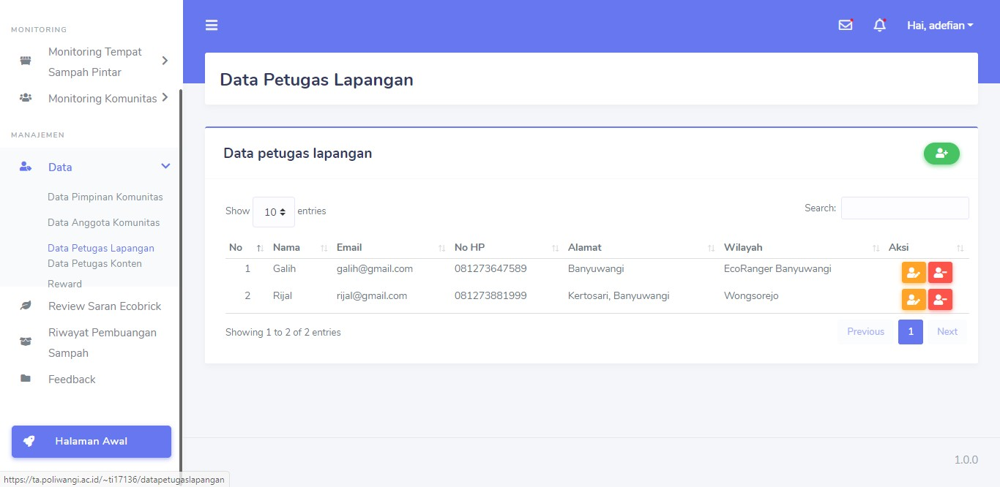 MONITORING
Monitoring Tempat
Sampah Pintar
Monitoring Komunitas
MANAJEMEN
Data
Data Pimpinan Komunitas
Data Anggota Komunitas
Data Petugas Lapangan
Data Petugas Konten
Reward
Review Saran Ecobrick
Riwayat Pembuangan
Sampah
Feedback
Halaman Awal
https://ta.poliwangi.ac.id/~ti17136/datapetugaslapangan
Hai, adefian
Data Petugas Lapangan
Data petugas lapangan
Show 10 entries Search:
No Nama Email No HP Alamat Wilayah Aksi
1 Galih galih@gmail.com 081273647589 Banyuwangi EcoRanger Banyuwangi
2 Rijal rijal@gmail.com 081273881999 Kertosari, Banyuwangi Wongsorejo
Showing 1 to 2 of 2 entries Previous 1 Next
1.0.0